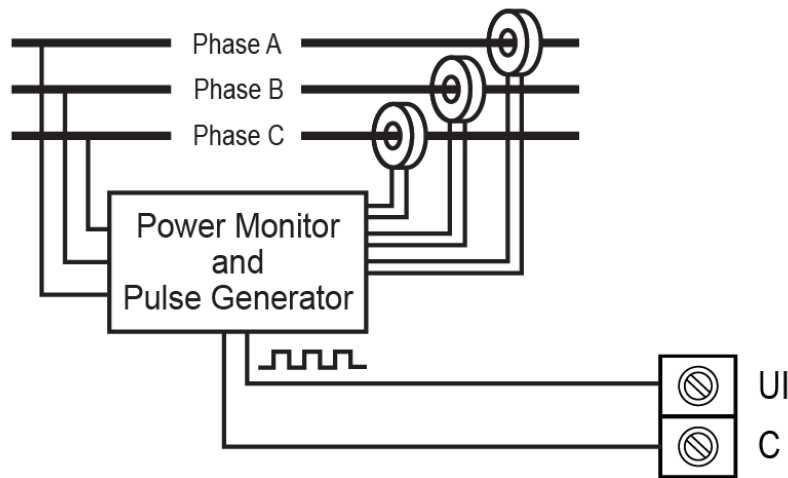 Phase A
Phase B
Phase C
Power Monitor
and
Pulse Generator
UI
C